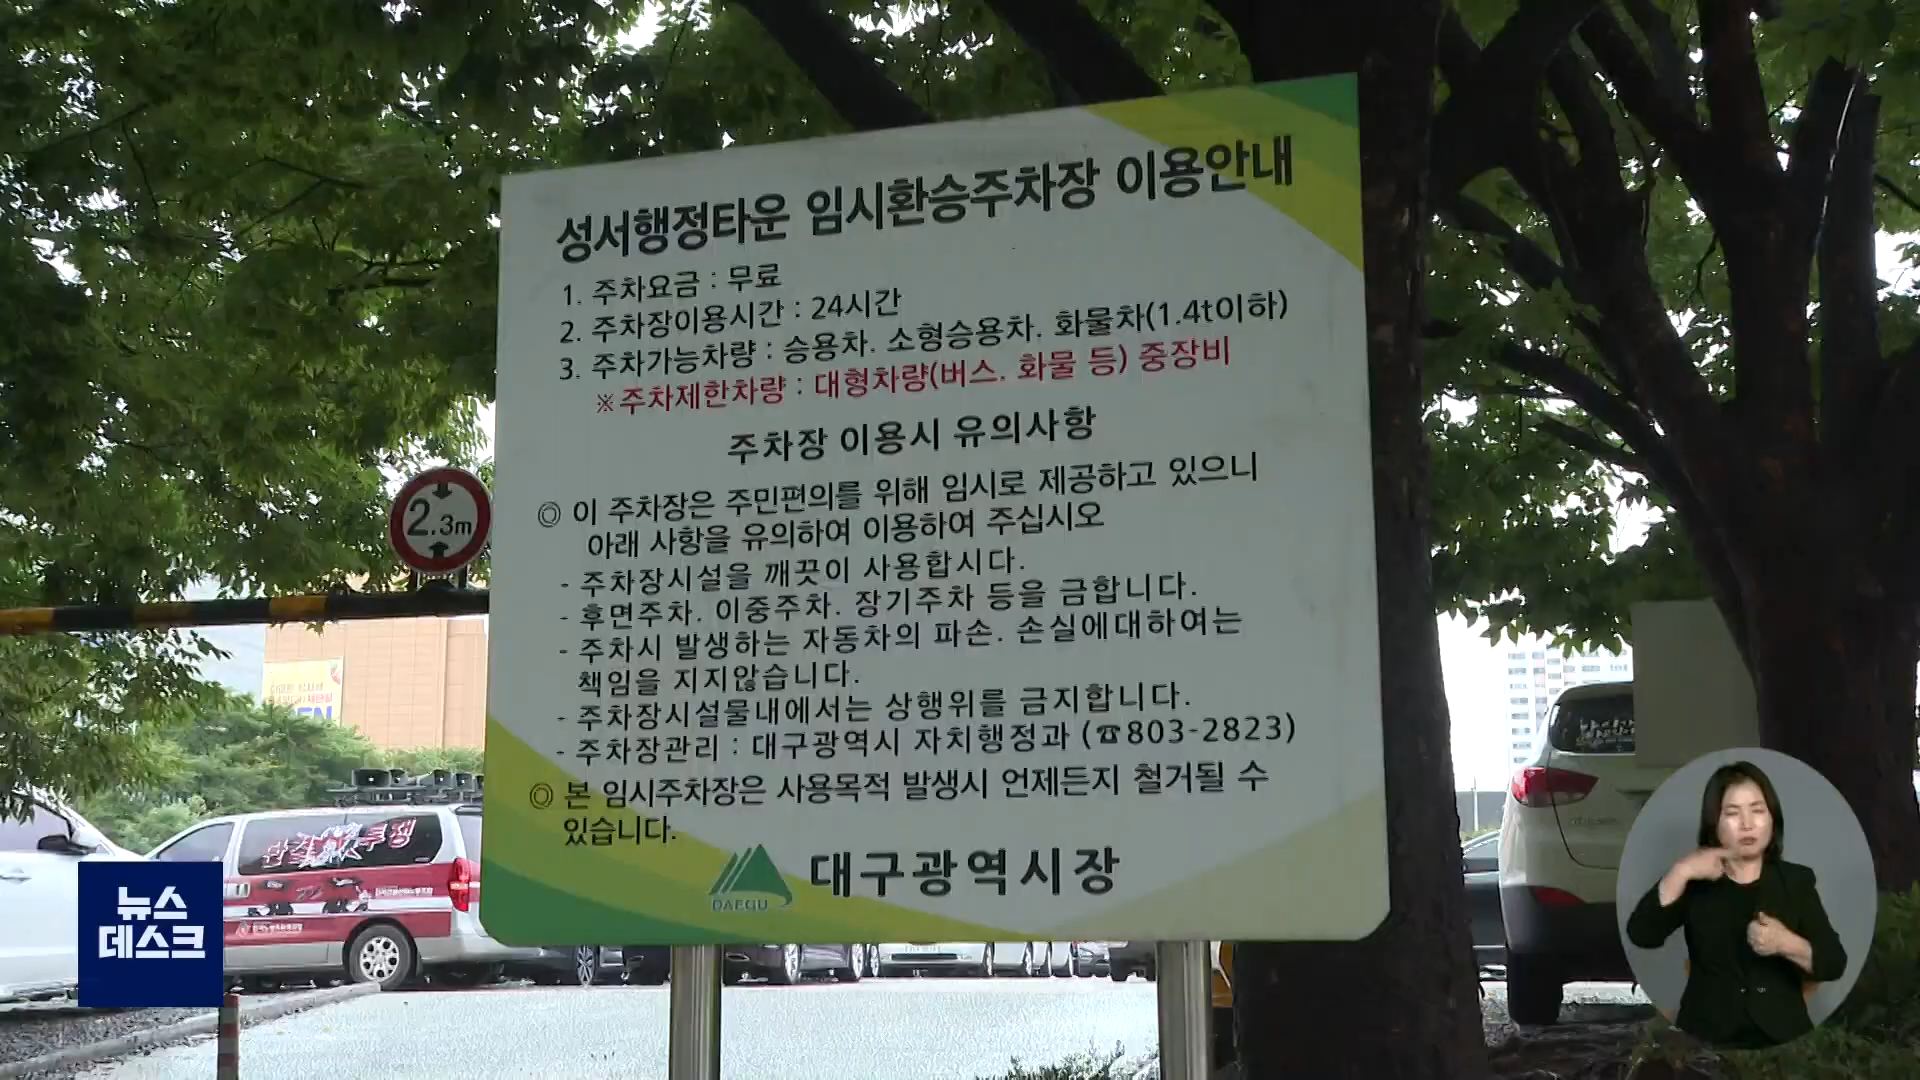 성서행정타운 임시환승주차장 이용안내
1. 주차요금 : 무료
2. 주차장이용시간 : 24시간
3. 주차가능차량 : 승용차. 소형승용차. 화물차(1.4t이하)
※주차제한차량 : 대형차량(버스. 화물 등) 중장비
주차장 이용시 유의사항
◎ 이 주차장은 주민편의를 위해 임시로 제공하고 있으니
아래 사항을 유의하여 이용하여 주십시오
- 주차장시설을 깨끗이 사용합시다.
- 후면주차. 이중주차. 장기주차 등을 금합니다.
- 주차시 발생하는 자동차의 파손. 손실에대하여는
책임을 지지않습니다.
- 주차장시설물내에서는 상행위를 금지합니다.
- 주차장관리 : 대구광역시 자치행정과 (☎803-2823)
◎ 본 임시주차장은 사용목적 발생시 언제든지 철거될 수
있습니다.
DAEGU
대구광역시장
2.3m
투쟁
뉴스
데스크